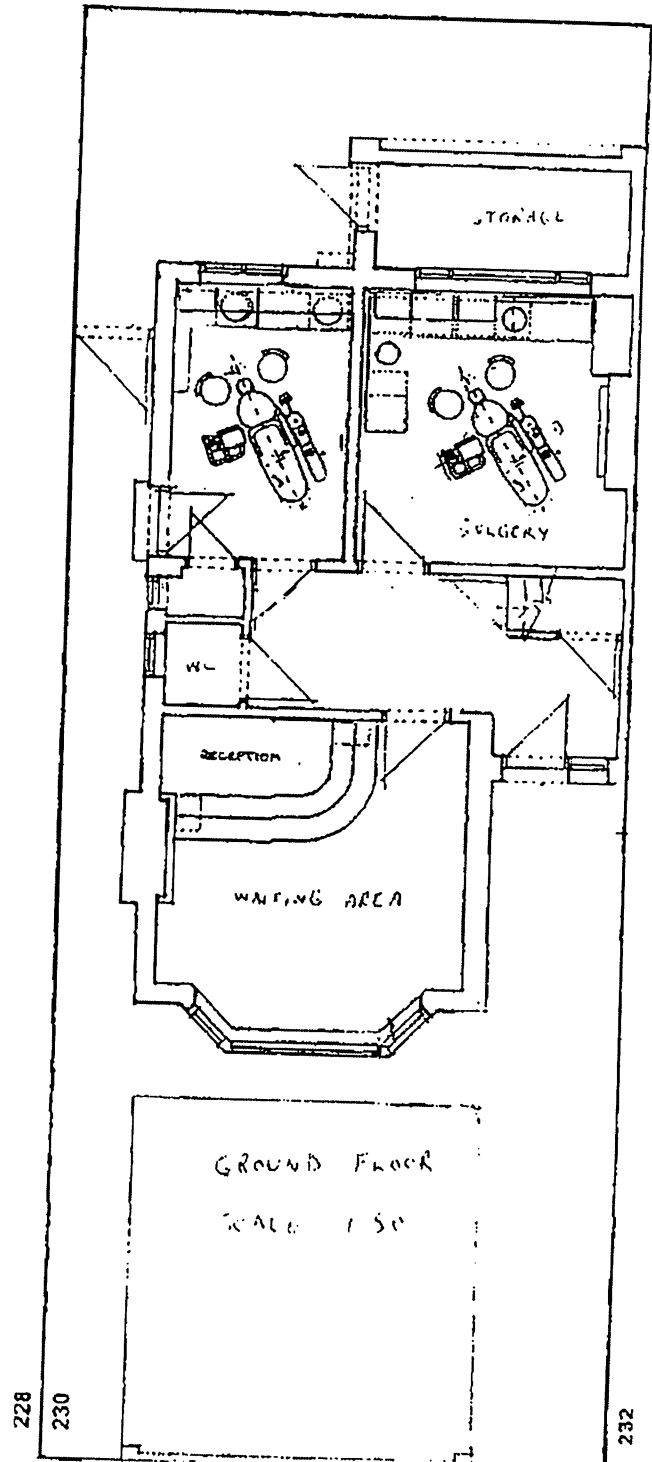 STORAGE
SURGERY
WC
RECEPTION
WAITING AREA
GROUND FLOOR
SCALE 1 50
228
230
232